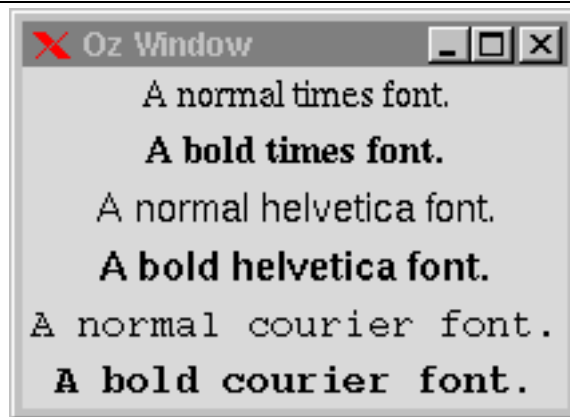 Oz Window
A normal times font.
A bold times font.
A normal helvetica font.
A bold helvetica font.
A normal courier font.
A bold courier font.